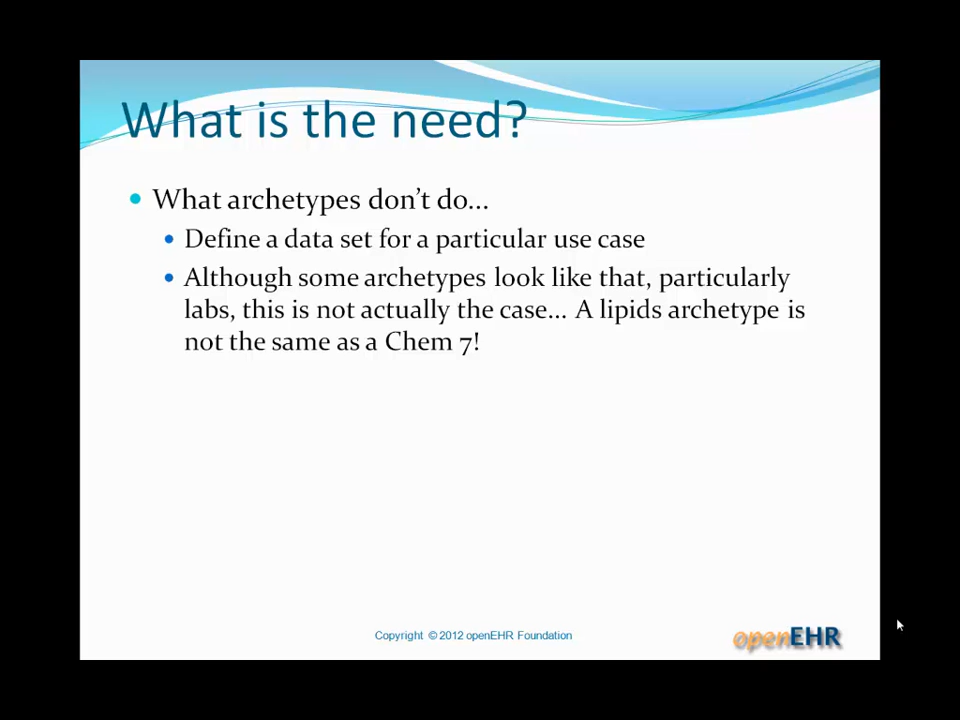 What is the need?
What archetypes don't do...
Define a data set for a particular use case
Although some archetypes look like that, particularly
labs, this is not actually the case... A lipids archetype is
not the same as a Chem 7!
Copyright © 2012 openEHR Foundation
openEHR